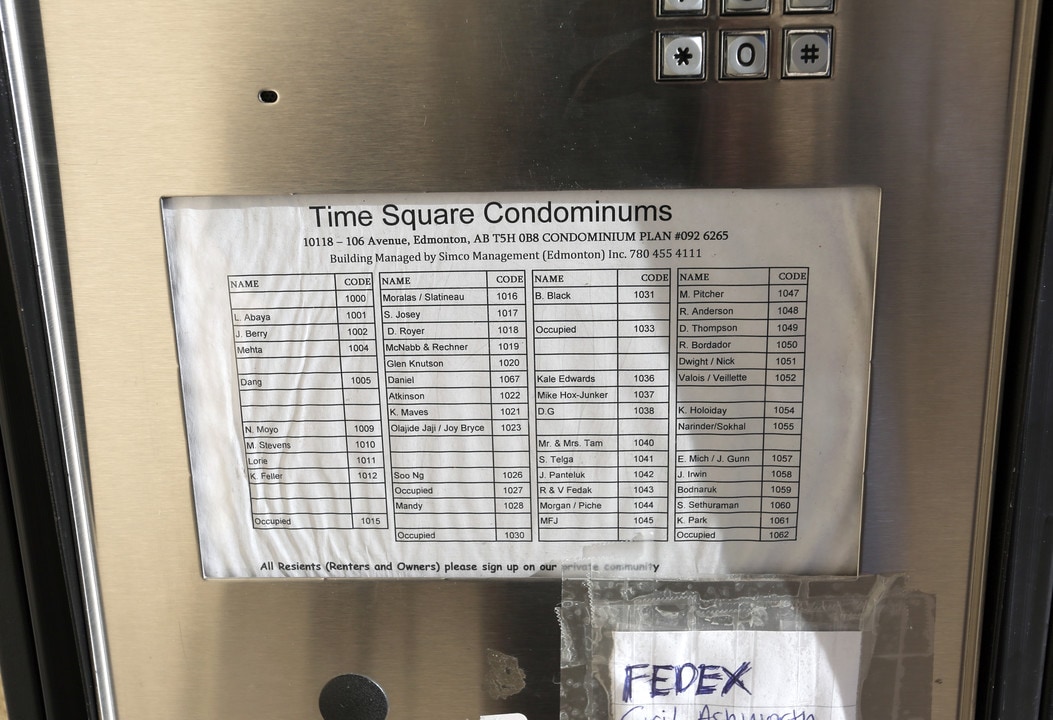 * 0 #
Time Square Condominums
10118 – 106 Avenue, Edmonton, AB T5H 0B8 CONDOMINIUM PLAN #092 6265
Building Managed by Simco Management (Edmonton) Inc. 780 455 4111
NAME CODE
1000
L. Abaya 1001
J. Berry 1002
Mehta 1004
Dang 1005
N. Moyo 1009
M. Stevens 1010
Lorie 1011
K. Feller 1012
Occupied 1015
NAME CODE
Moralas / Slatineau 1016
S. Josey 1017
D. Royer 1018
McNabb & Rechner 1019
Glen Knutson 1020
Daniel 1067
Atkinson 1022
K. Maves 1021
Olajide Jaji / Joy Bryce 1023
Soo Ng 1026
Occupied 1027
Mandy 1028
Occupied 1030
NAME CODE
B. Black 1031
Occupied 1033
Kale Edwards 1036
Mike Hox-Junker 1037
D.G 1038
Mr. & Mrs. Tam 1040
S. Telga 1041
J. Panteluk 1042
R & V Fedak 1043
Morgan / Piche 1044
MFJ 1045
NAME CODE
M. Pitcher 1047
R. Anderson 1048
D. Thompson 1049
R. Bordador 1050
Dwight / Nick 1051
Valois / Veillette 1052
K. Holoiday 1054
Narinder/Sokhal 1055
E. Mich / J. Gunn 1057
J. Irwin 1058
Bodnaruk 1059
S. Sethuraman 1060
K. Park 1061
Occupied 1062
All Resients (Renters and Owners) please sign up on our private community
FEDEX